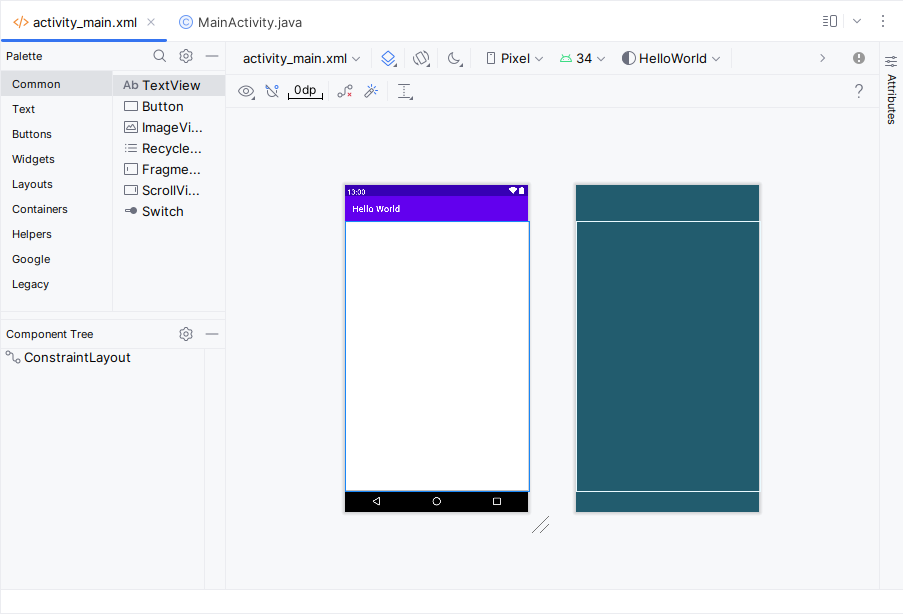 activity_main.xml
MainActivity.java
Palette
activity_main.xml
Pixel
34
HelloWorld
Common
Text
Buttons
Widgets
Layouts
Containers
Helpers
Google
Legacy
Ab TextView
Button
ImageVi...
Recycle...
Fragme...
ScrollVi...
Switch
0dp
?
Attributes
13:00
Hello World
Component Tree
ConstraintLayout